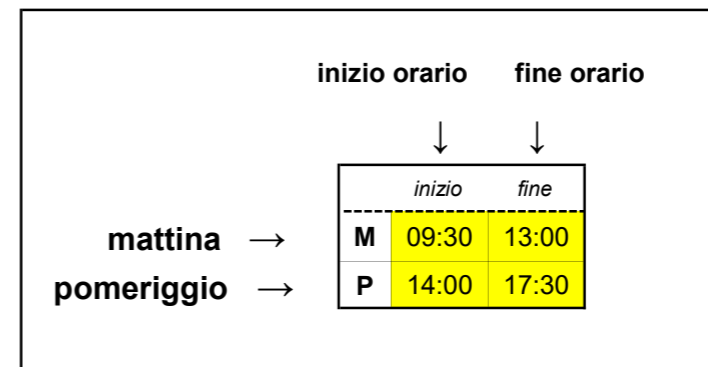 inizio orario fine orario
↓ ↓
inizio fine
mattina → M 09:30 13:00
pomeriggio → P 14:00 17:30